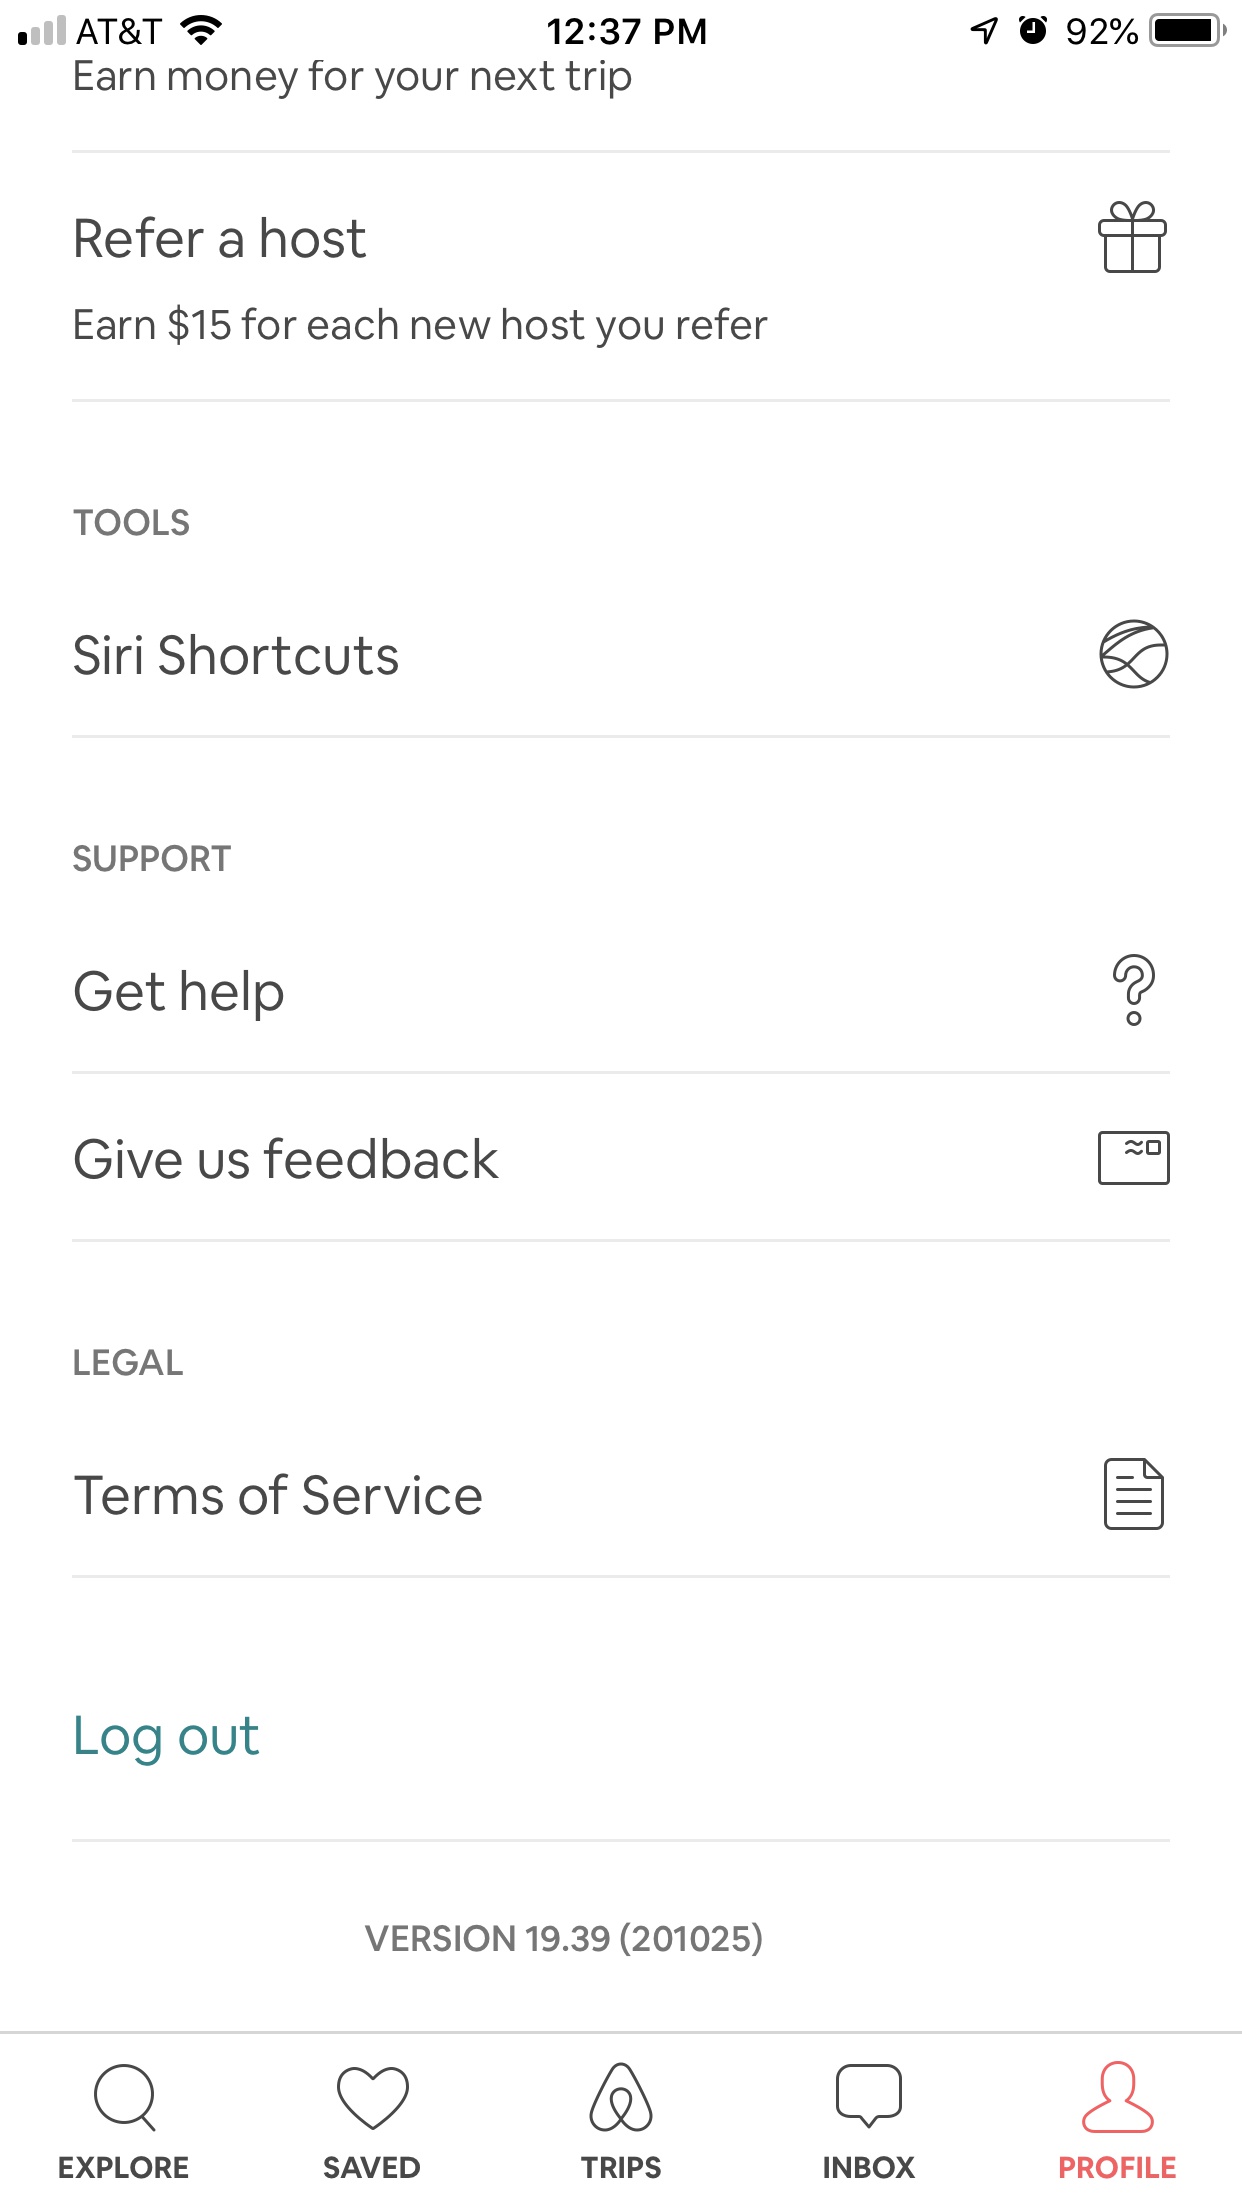 AT&T 12:37 PM 92%
Earn money for your next trip
Refer a host
Earn $15 for each new host you refer
TOOLS
Siri Shortcuts
SUPPORT
Get help
Give us feedback
LEGAL
Terms of Service
Log out
VERSION 19.39 (201025)
EXPLORE SAVED TRIPS INBOX PROFILE